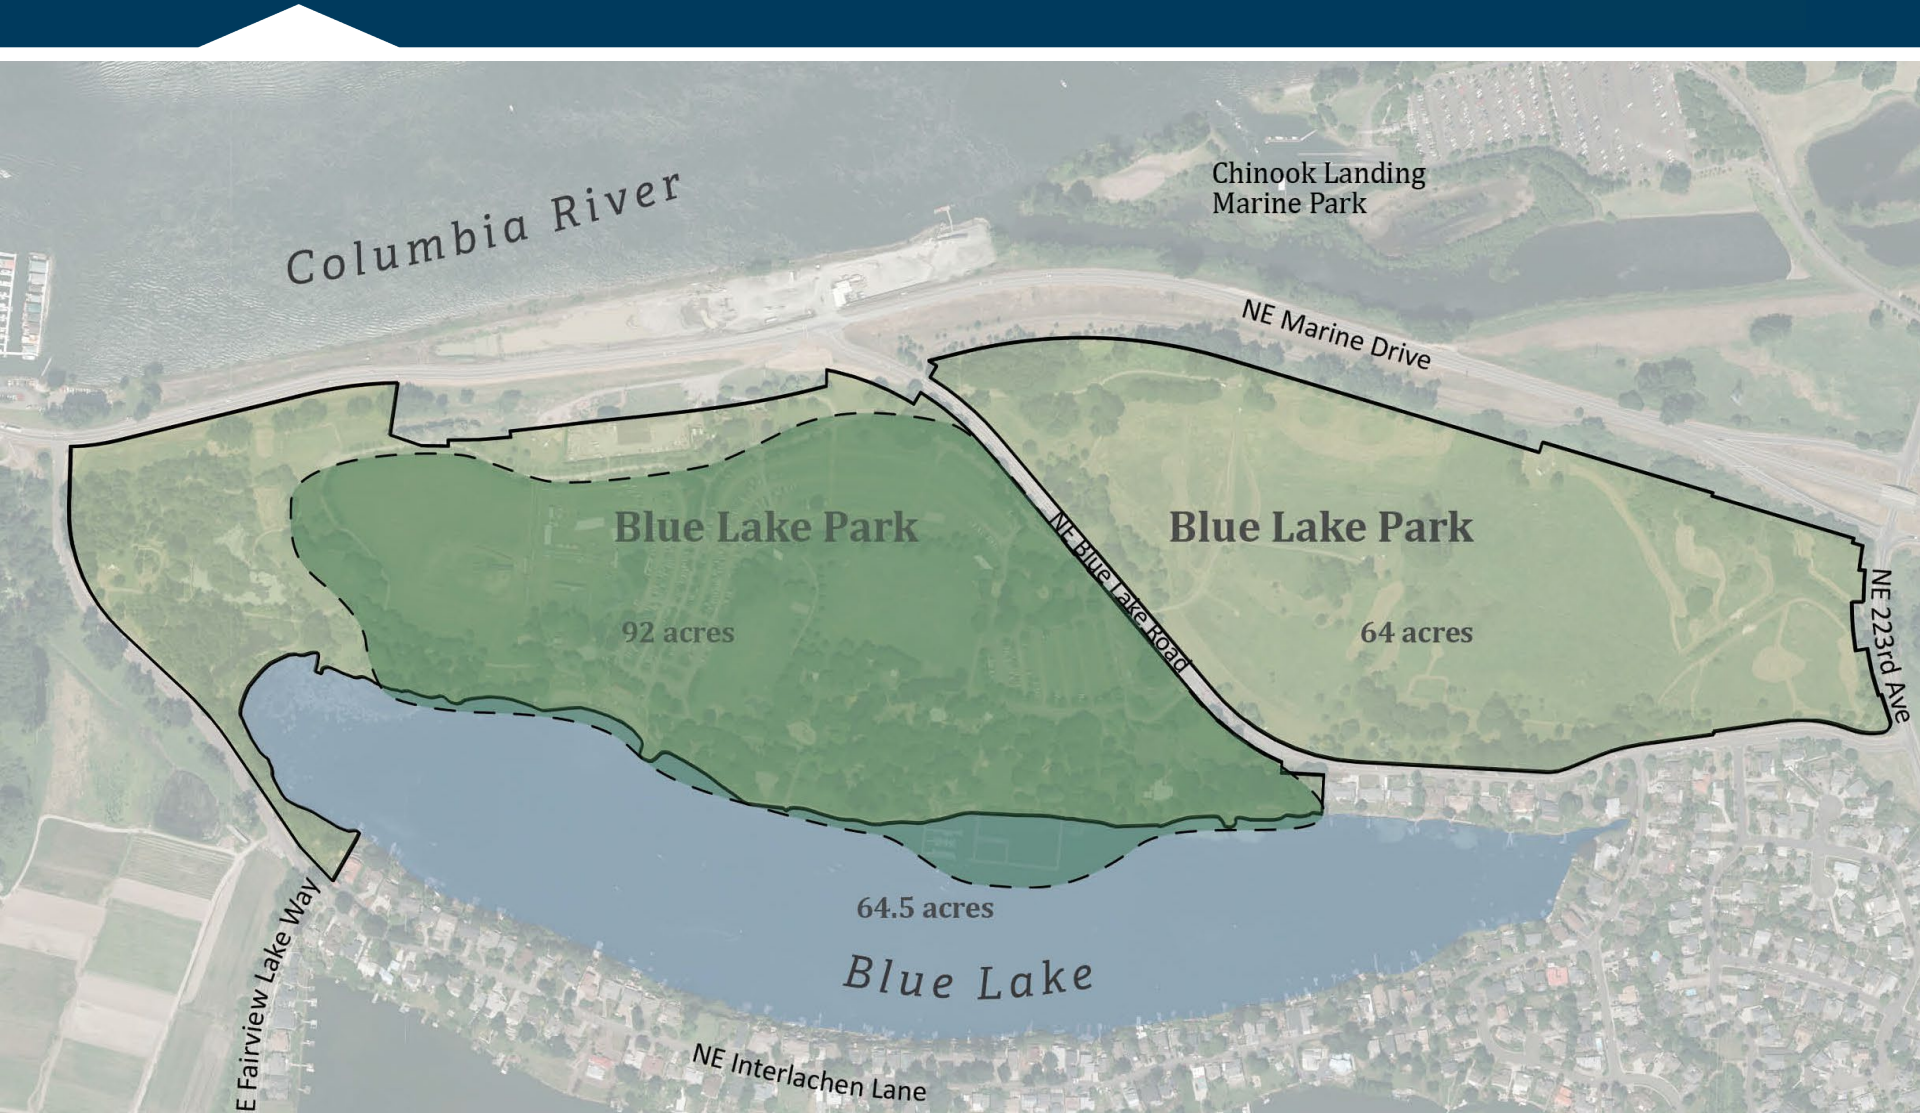 Columbia River
Chinook Landing
Marine Park
NE Marine Drive
Blue Lake Park
92 acres
NE Blue Lake Road
Blue Lake Park
64 acres
NE 223rd Ave
64.5 acres
Blue Lake
E Fairview Lake Way
NE Interlachen Lane